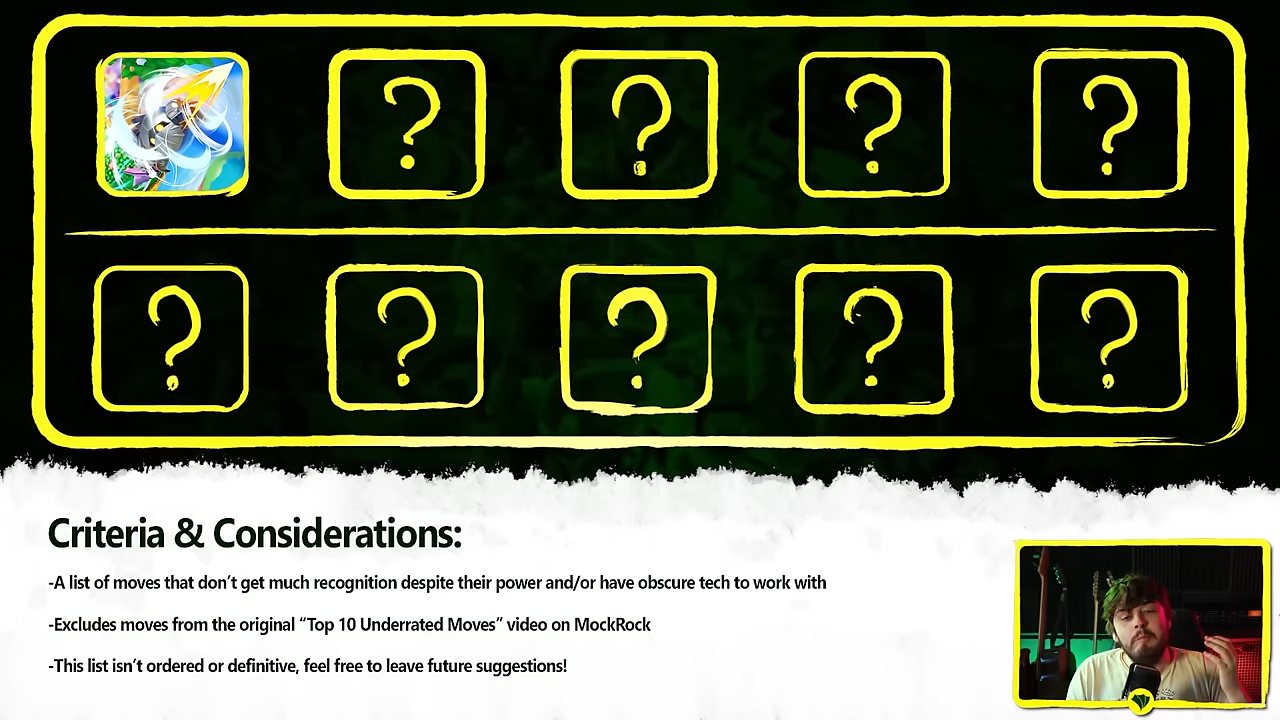 ?
?
?
?
?
?
?
?
?
Criteria & Considerations:
-A list of moves that don't get much recognition despite their power and/or have obscure tech to work with
-Excludes moves from the original “Top 10 Underrated Moves” video on MockRock
-This list isn't ordered or definitive, feel free to leave future suggestions!